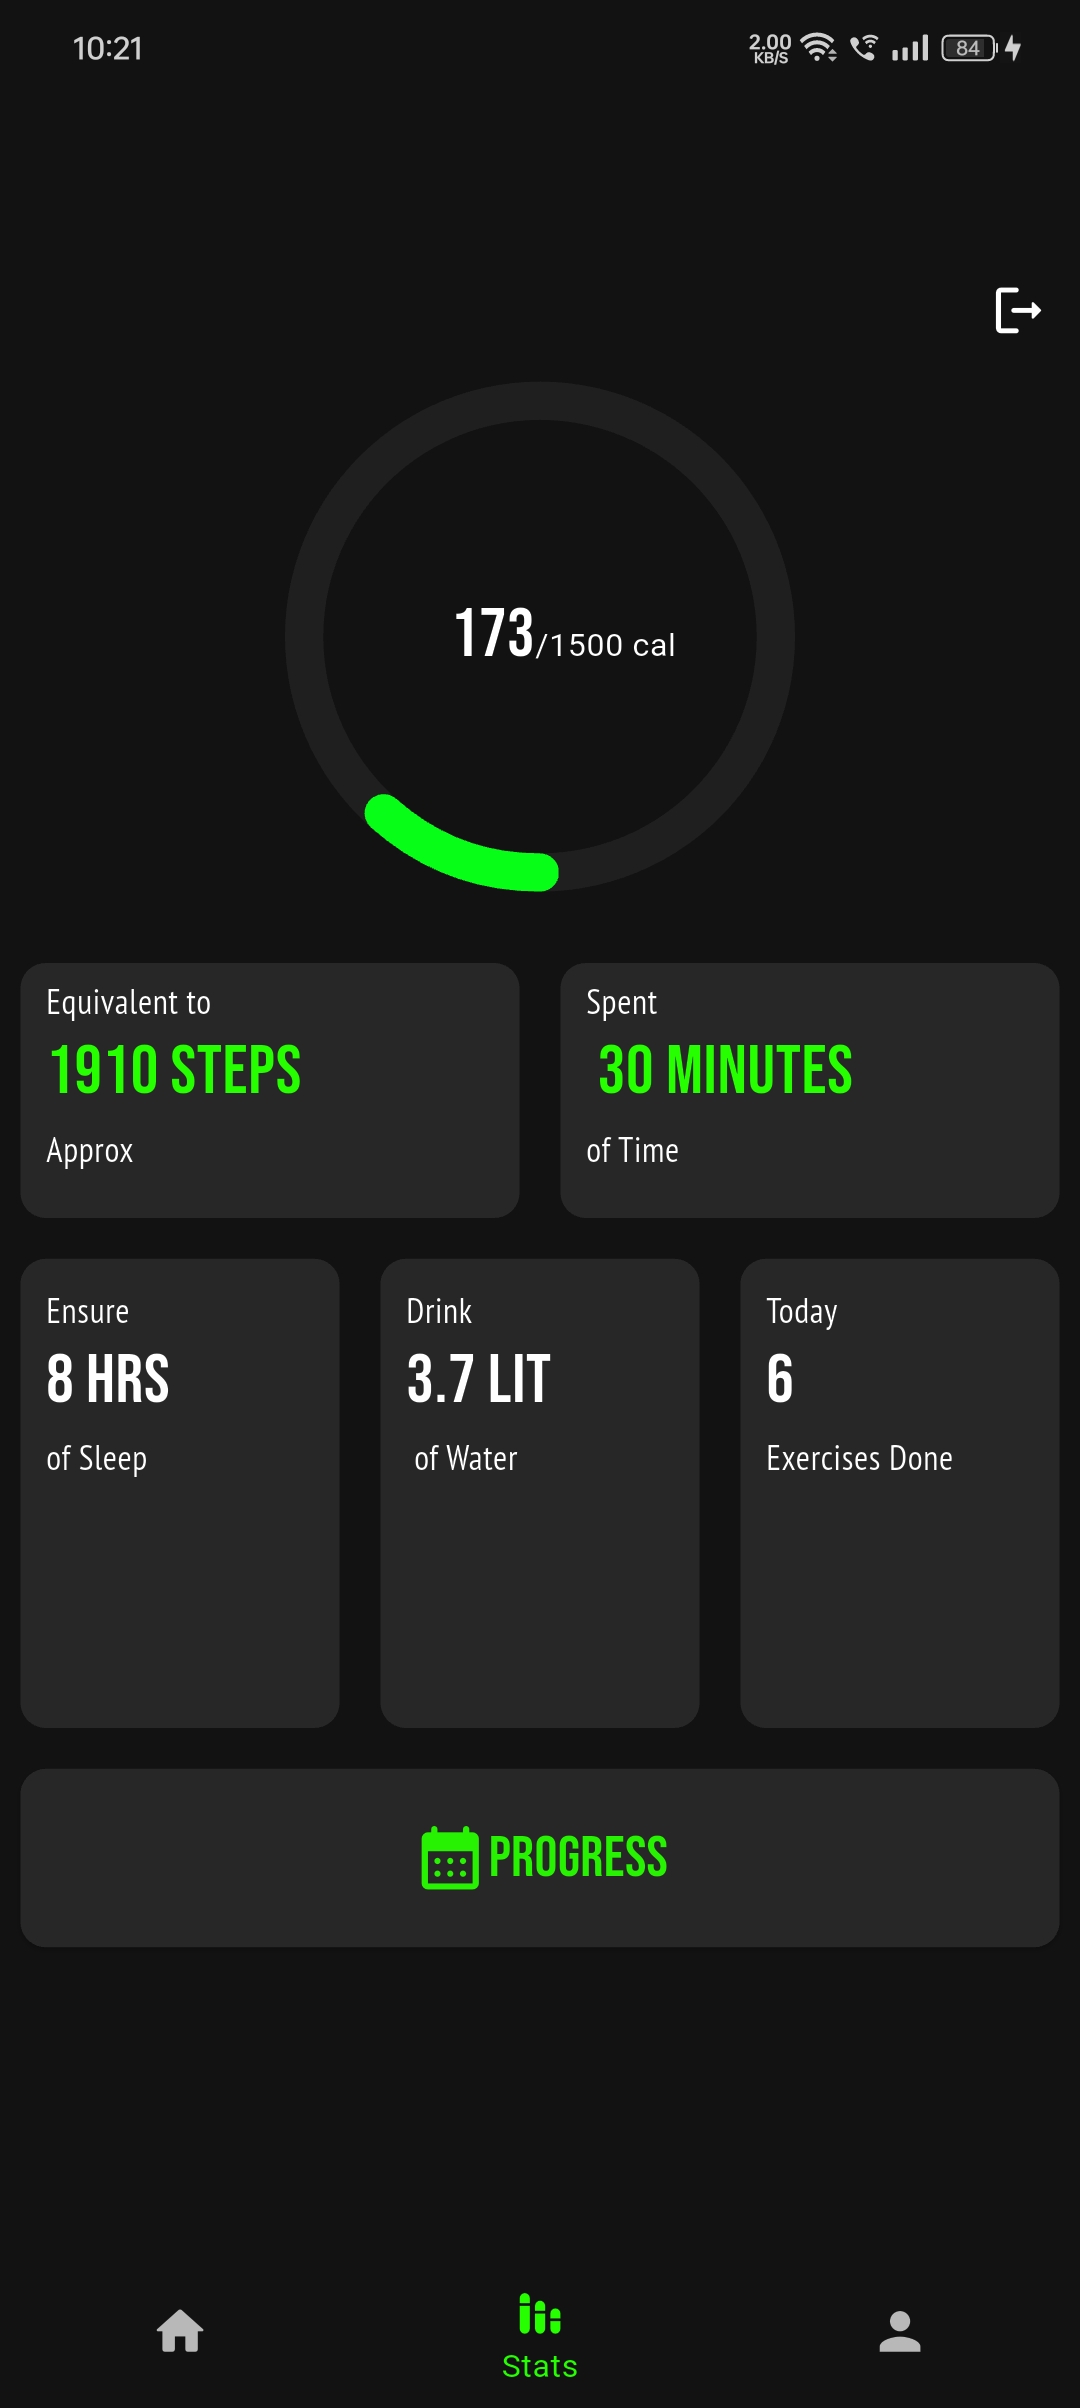 10:21
2.00
KB/S
84
173/1500 cal
Equivalent to
1910 STEPS
Approx
Spent
30 MINUTES
of Time
Ensure
8 HRS
of Sleep
Drink
3.7 LIT
of Water
Today
6
Exercises Done
PROGRESS
Stats